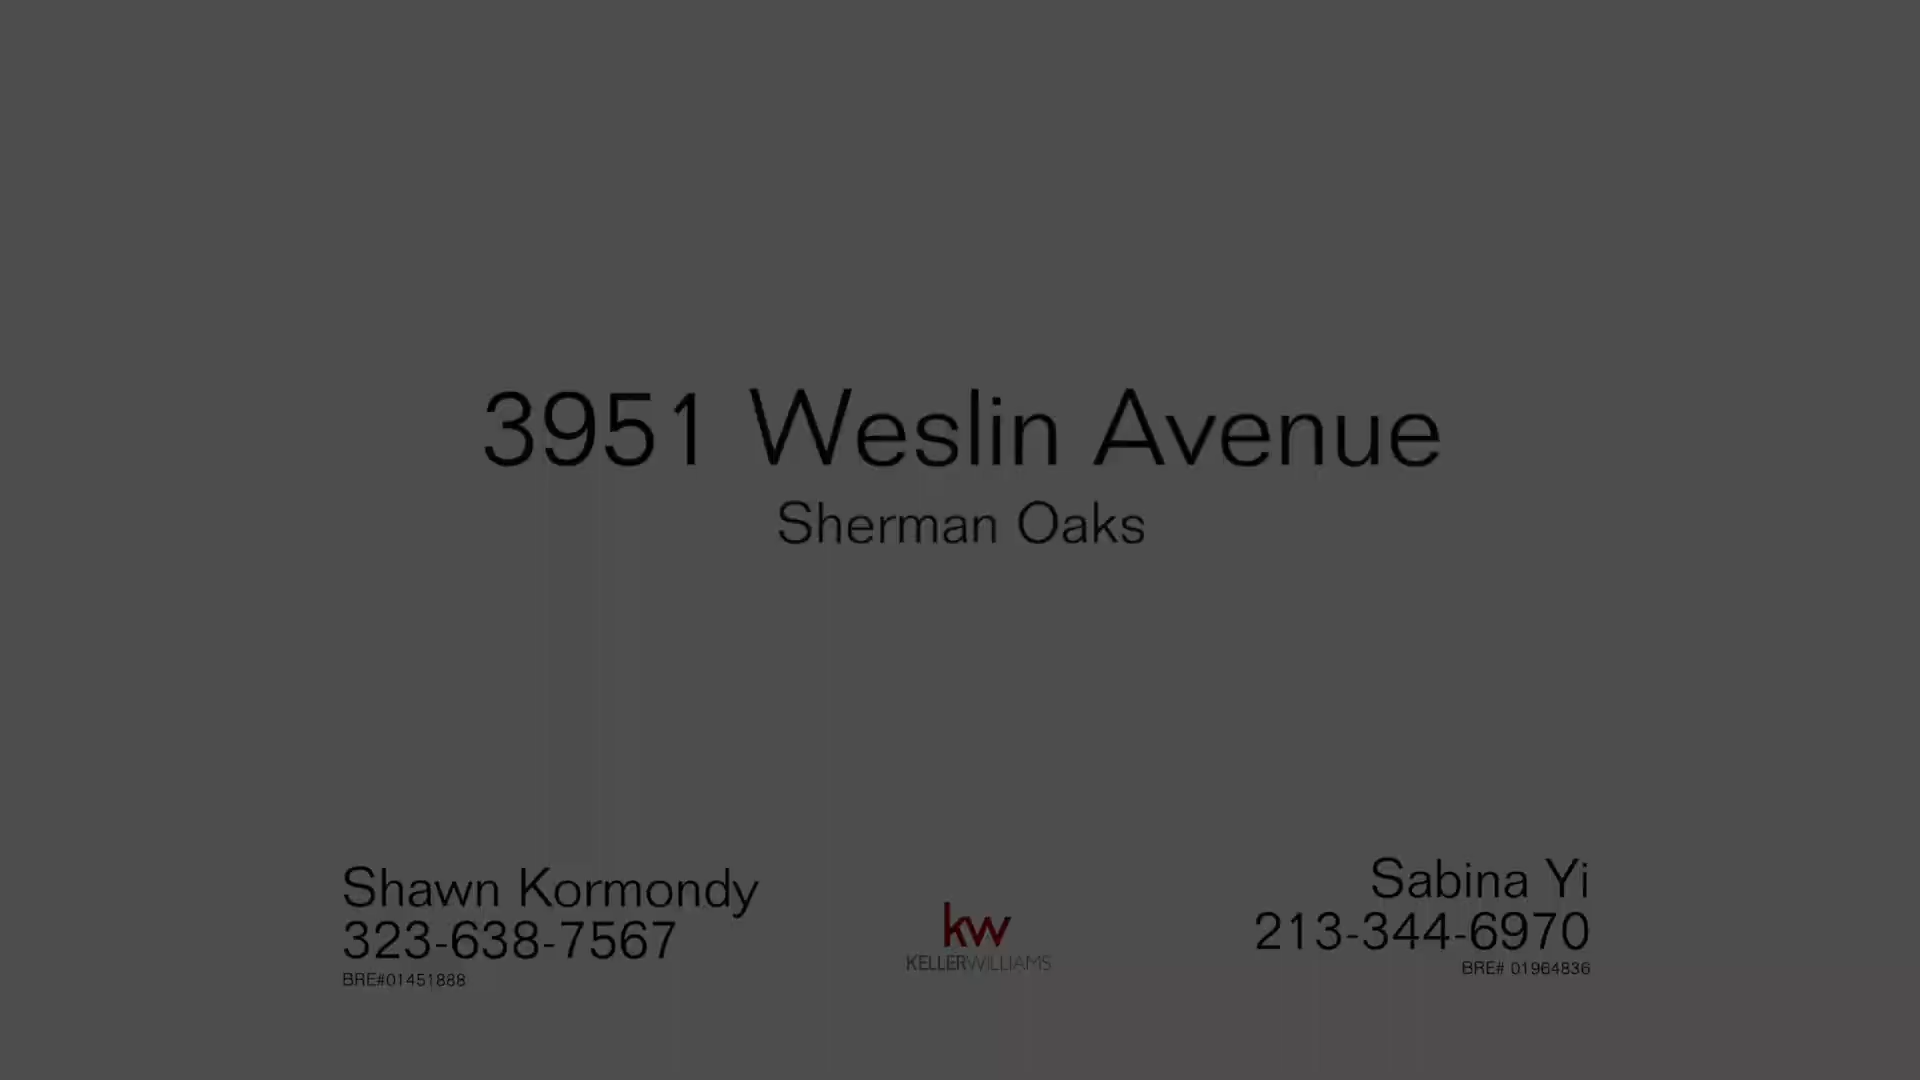 3951 Weslin Avenue
Sherman Oaks
Shawn Kormondy
323-638-7567
BRE#01451888
kw
KELLERWILLIAMS
Sabina Yi
213-344-6970
BRE# 01964836